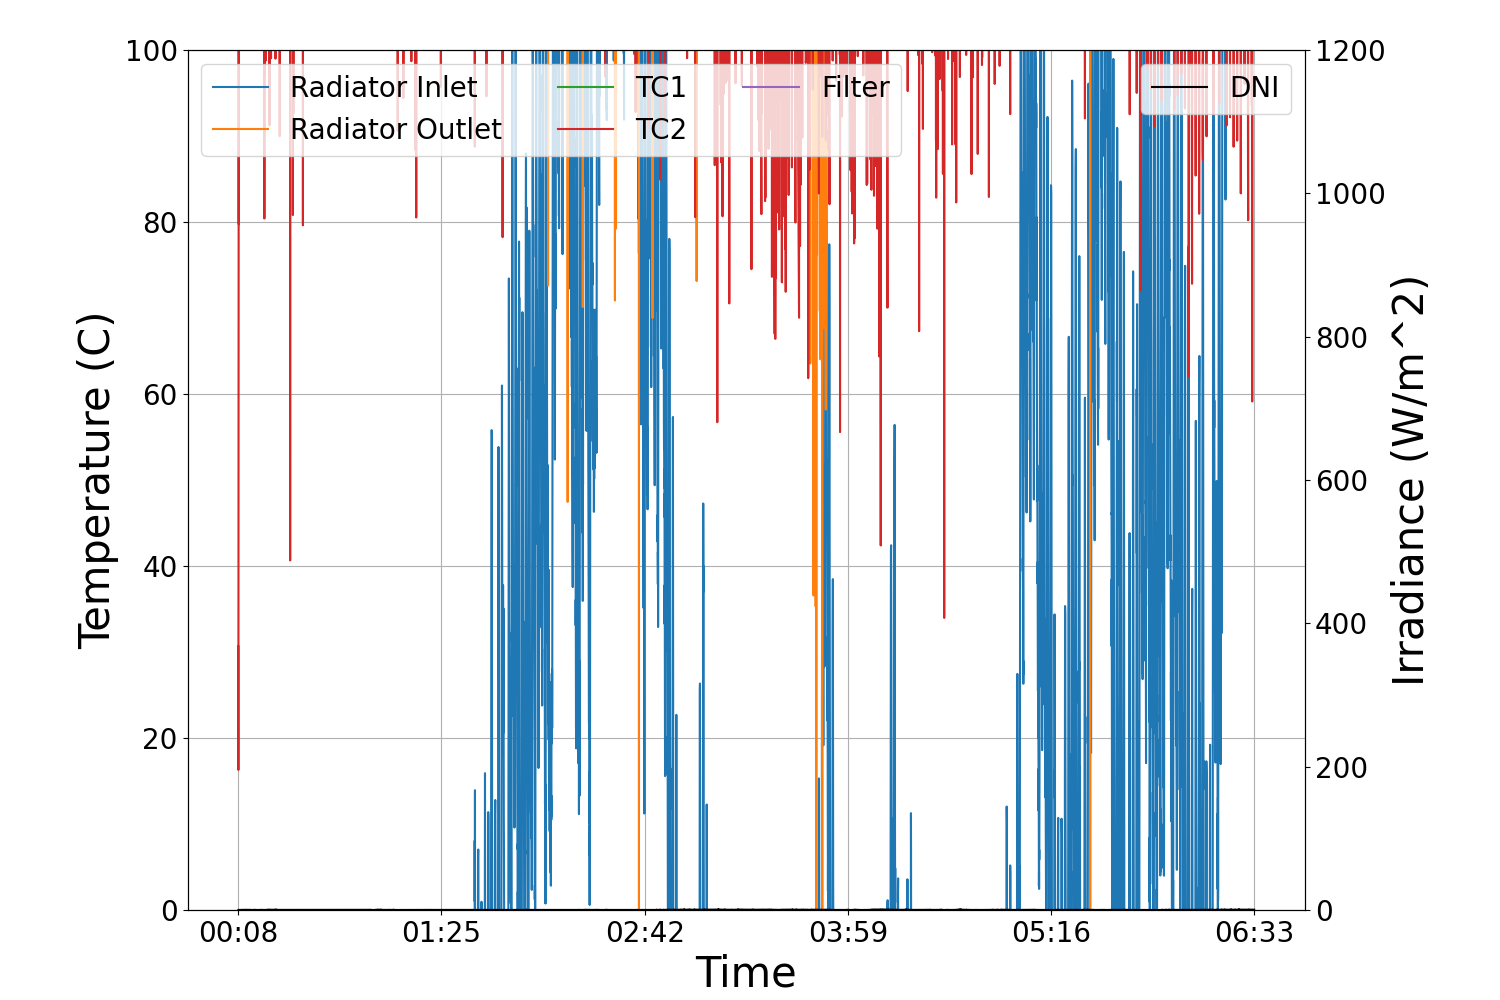 100
80
60
40
20
0
Temperature (C)
Radiator Inlet
Radiator Outlet
TC1
TC2
Filter
DNI
1200
1000
800
600
400
200
0
Irradiance (W/m^2)
00:08 01:25 02:42 03:59 05:16 06:33
Time